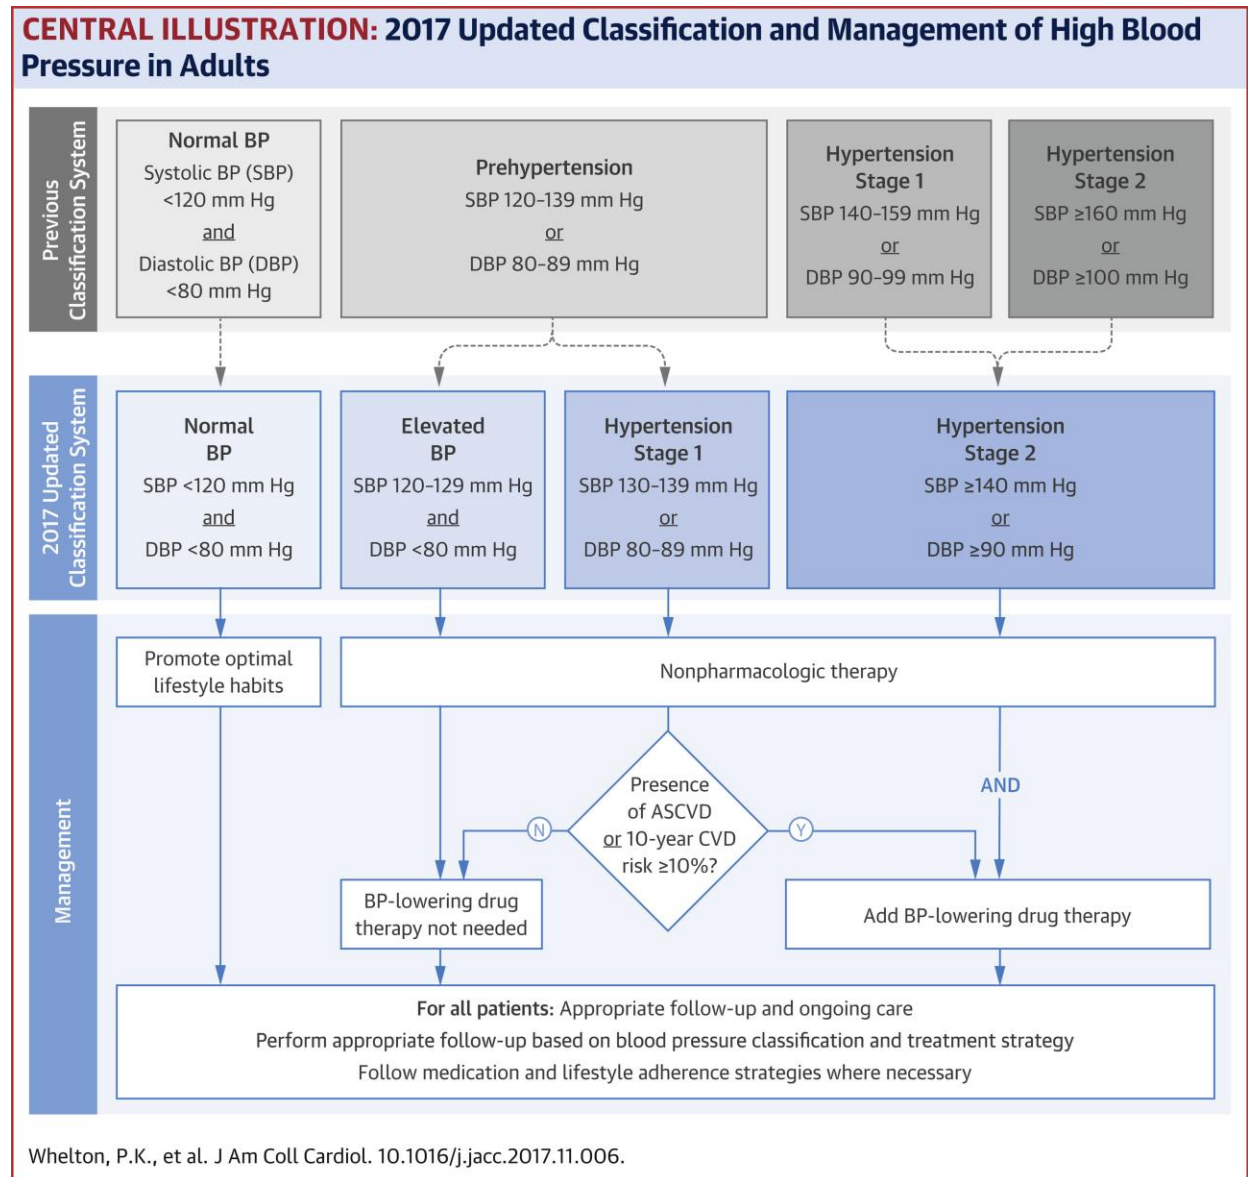 CENTRAL ILLUSTRATION: 2017 Updated Classification and Management of High Blood
Pressure in Adults
Previous
Classification System
Normal BP
Systolic BP (SBP)
<120 mm Hg
and
Diastolic BP (DBP)
<80 mm Hg
Prehypertension
SBP 120–139 mm Hg
or
DBP 80–89 mm Hg
Hypertension
Stage 1
SBP 140–159 mm Hg
or
DBP 90–99 mm Hg
Hypertension
Stage 2
SBP ≥160 mm Hg
or
DBP ≥100 mm Hg
2017 Updated
Classification System
Normal
BP
SBP <120 mm Hg
and
DBP <80 mm Hg
Elevated
BP
SBP 120–129 mm Hg
and
DBP <80 mm Hg
Hypertension
Stage 1
SBP 130–139 mm Hg
or
DBP 80–89 mm Hg
Hypertension
Stage 2
SBP ≥140 mm Hg
or
DBP ≥90 mm Hg
Management
Promote optimal
lifestyle habits
Nonpharmacologic therapy
Presence
of ASCVD
or 10-year CVD
risk ≥10%?
N
Y
AND
BP-lowering drug
therapy not needed
Add BP-lowering drug therapy
For all patients: Appropriate follow-up and ongoing care
Perform appropriate follow-up based on blood pressure classification and treatment strategy
Follow medication and lifestyle adherence strategies where necessary
Whelton, P.K., et al. J Am Coll Cardiol. 10.1016/j.jacc.2017.11.006.